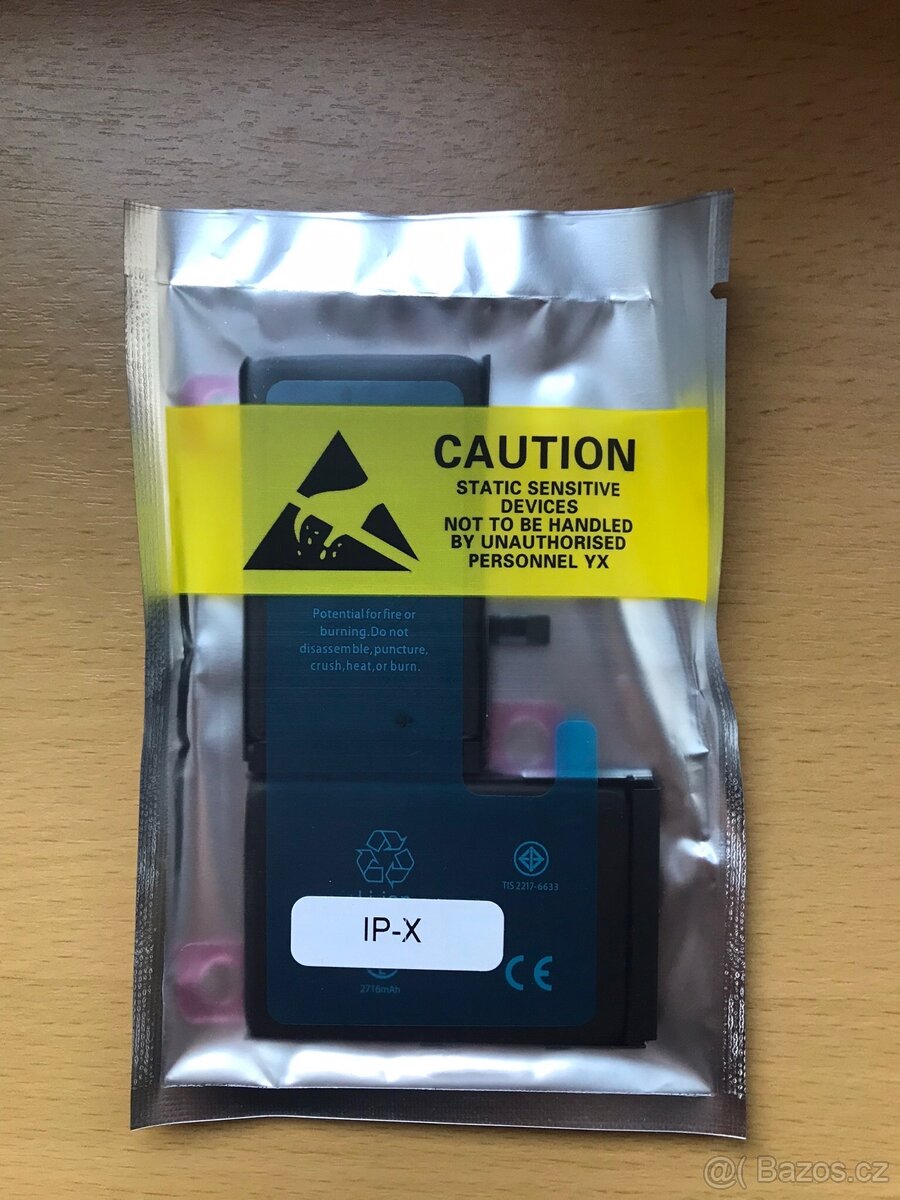 CAUTION
STATIC SENSITIVE
DEVICES
NOT TO BE HANDLED
BY UNAUTHORISED
PERSONNEL YX
Potential for fire or
burning.Do not
disassemble, puncture,
crush,heat,or burn.
TIS 2217-6633
IP-X
CE
2716mAh
@( Bazos.cz